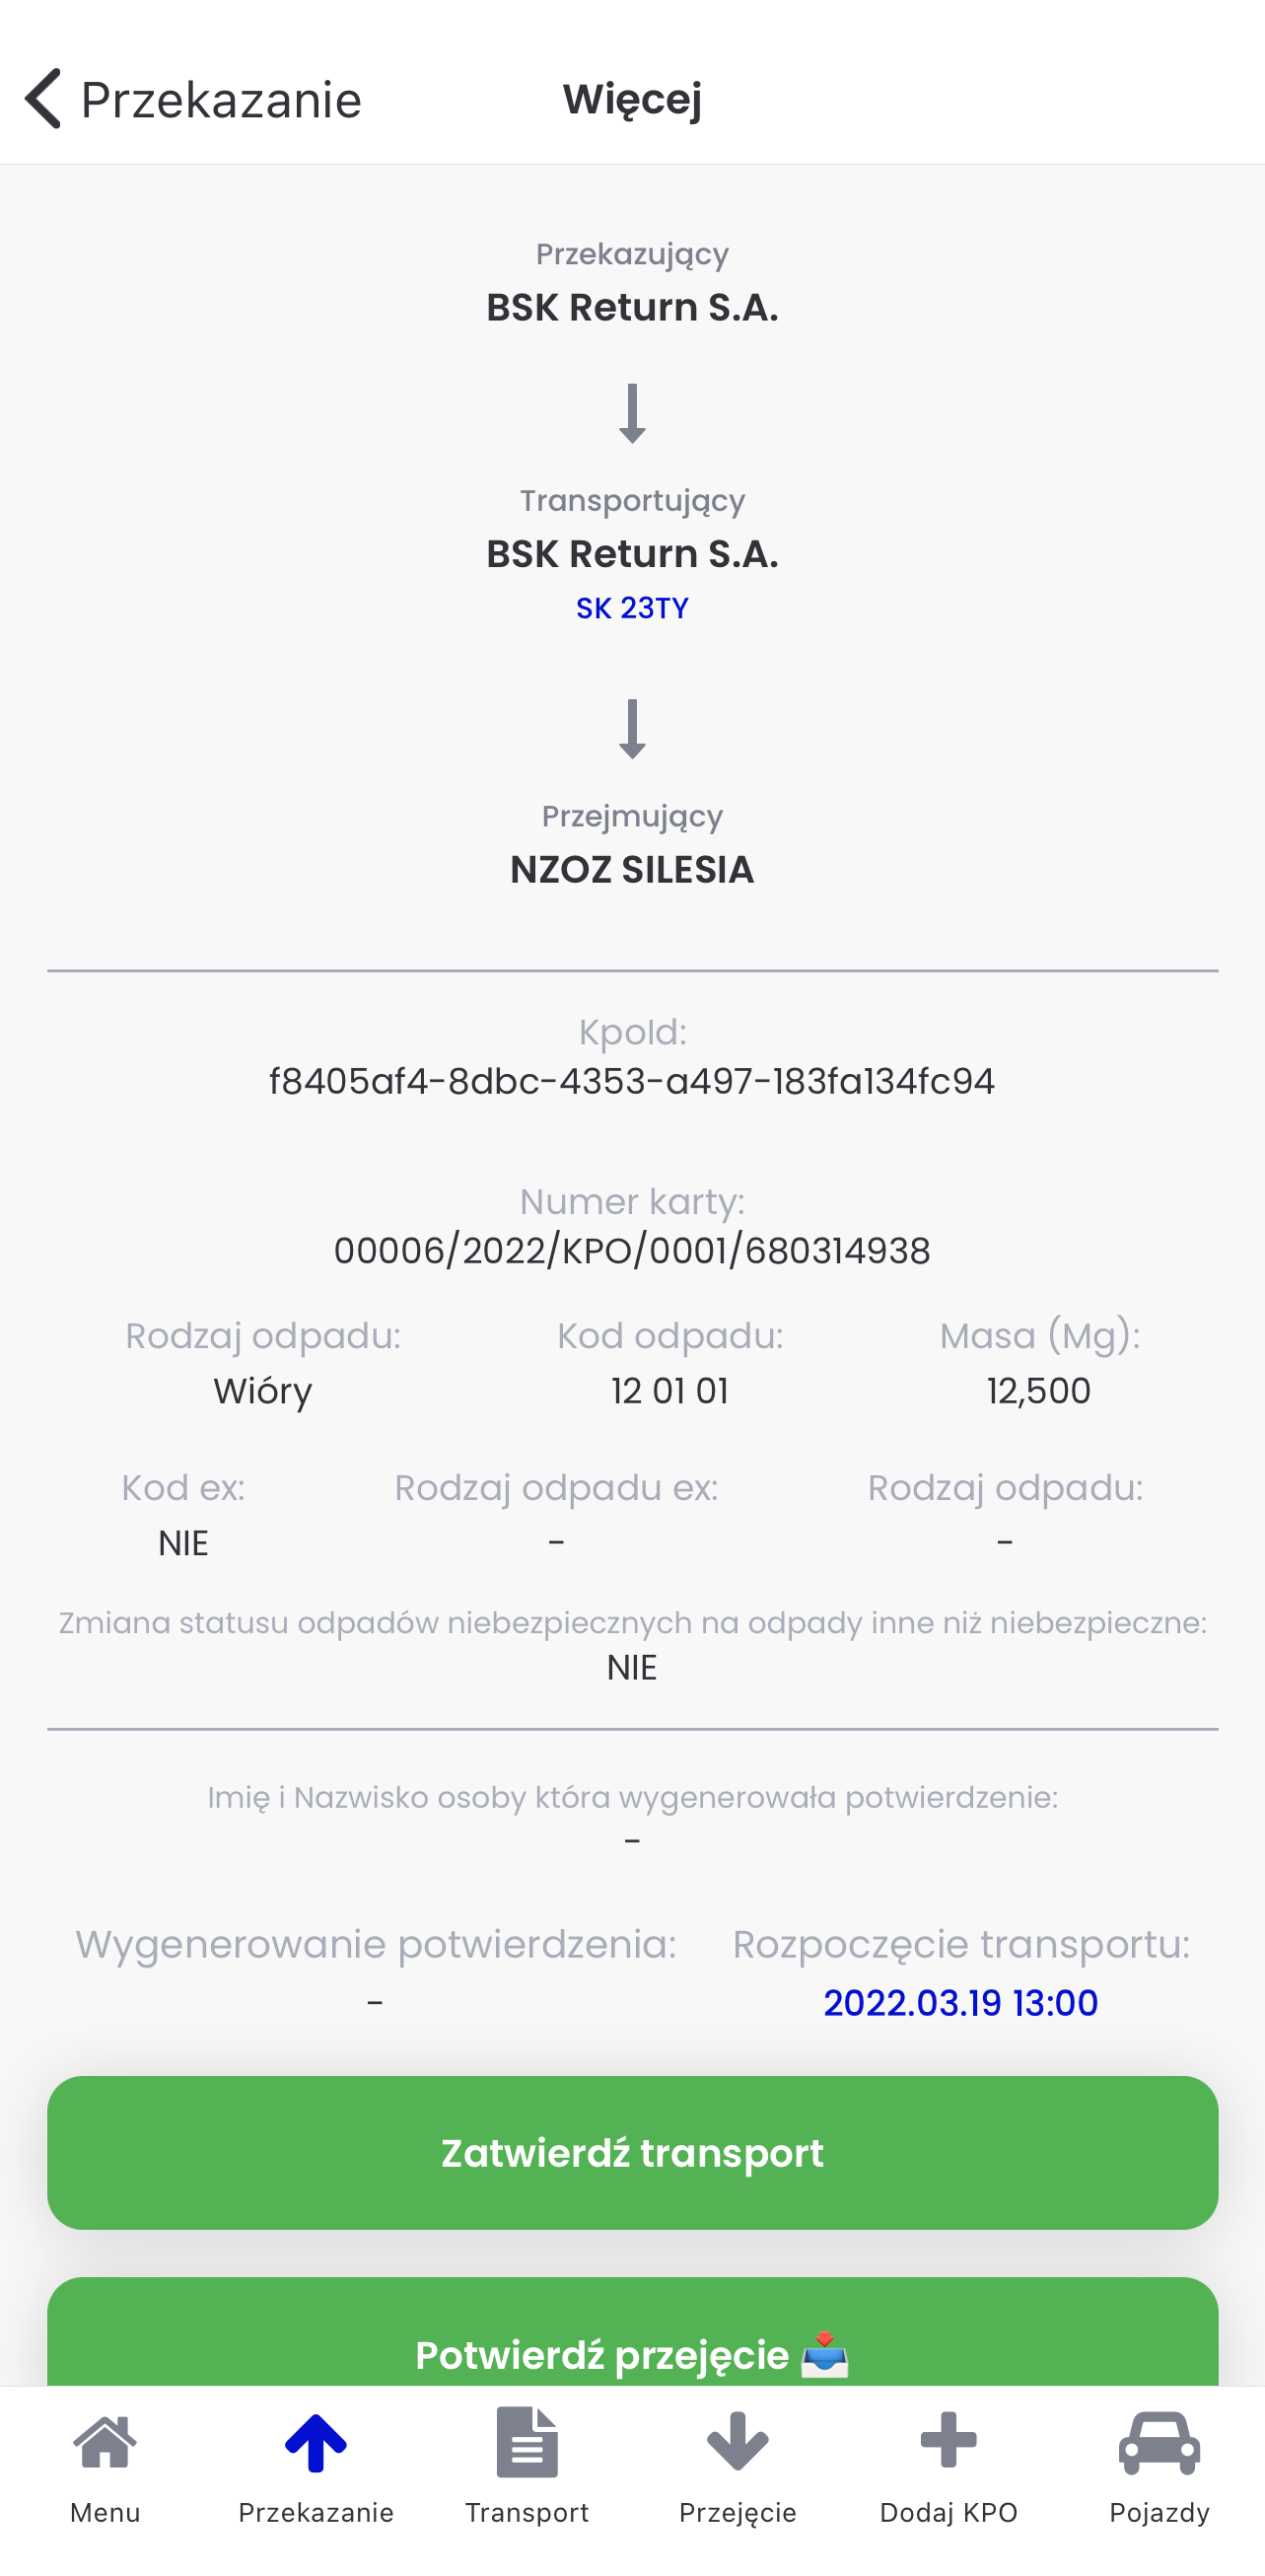 Przekazanie
Więcej
Przekazujący
BSK Return S.A.
Transportujący
BSK Return S.A.
SK 23TY
Przejmujący
NZOZ SILESIA
KpoId:
f8405af4-8dbc-4353-a497-183fa134fc94
Numer karty:
00006/2022/KPO/0001/680314938
Rodzaj odpadu: Kod odpadu: Masa (Mg):
Wióry 12 01 01 12,500
Kod ex: Rodzaj odpadu ex: Rodzaj odpadu:
NIE - -
Zmiana statusu odpadów niebezpiecznych na odpady inne niż niebezpieczne:
NIE
Imię i Nazwisko osoby która wygenerowała potwierdzenie:
-
Wygenerowanie potwierdzenia: Rozpoczęcie transportu:
- 2022.03.19 13:00
Zatwierdź transport
Potwierdź przejęcie 📥
Menu Przekazanie Transport Przejęcie Dodaj KPO Pojazdy